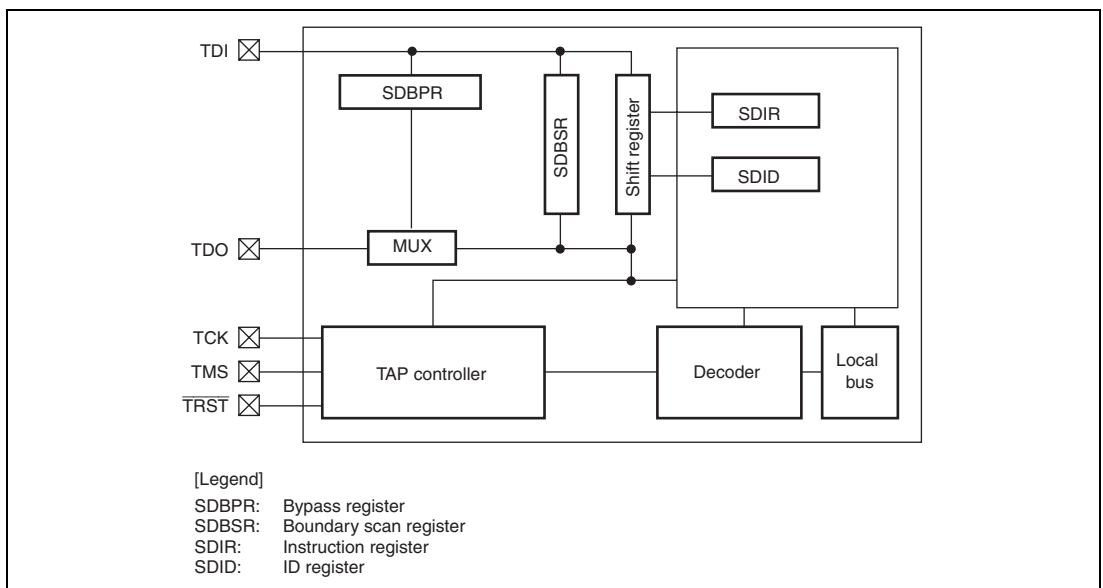 TDI
SDBPR
SDBSR
Shift register
SDIR
SDID
TDO
MUX
TCK
TMS
TRST
TAP controller
Decoder
Local
bus
[Legend]
SDBPR: Bypass register
SDBSR: Boundary scan register
SDIR: Instruction register
SDID: ID register